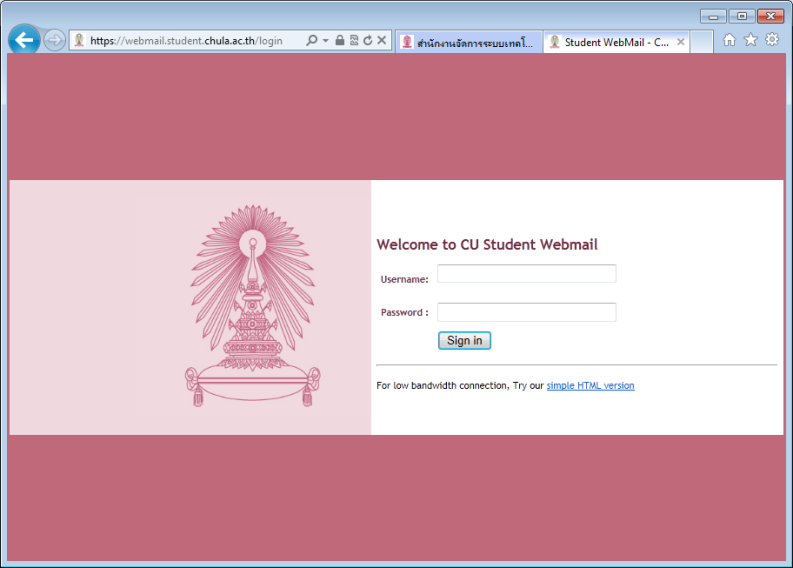 https://webmail.student.chula.ac.th/login
สำนักงานจัดการระบบเทคโ...
Student WebMail - C...
Welcome to CU Student Webmail
Username:
Password :
Sign in
For low bandwidth connection, Try our simple HTML version